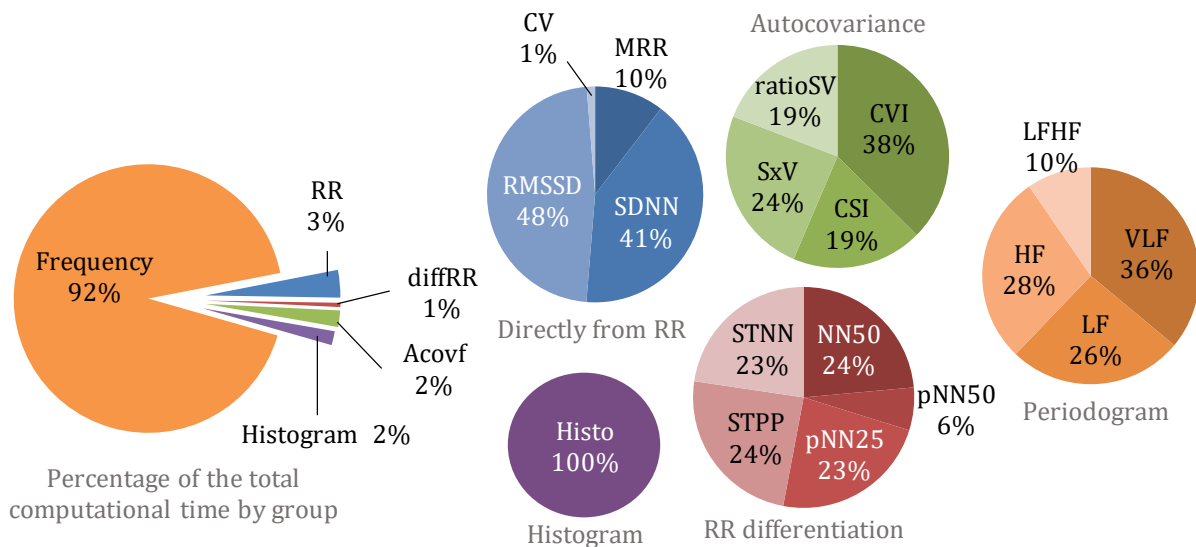 Frequency
92%
RR
3%
diffRR
1%
Acovf
2%
Histogram 2%
Percentage of the total
computational time by group
CV
1%
MRR
10%
RMSSD
48%
SDNN
41%
Directly from RR
Histo
100%
Histogram
Autocovariance
ratioSV
19%
CVI
38%
SxV
24%
CSI
19%
STNN
23%
NN50
24%
pNN50
6%
STPP
24%
pNN25
23%
RR differentiation
LFHF
10%
VLF
36%
HF
28%
LF
26%
Periodogram